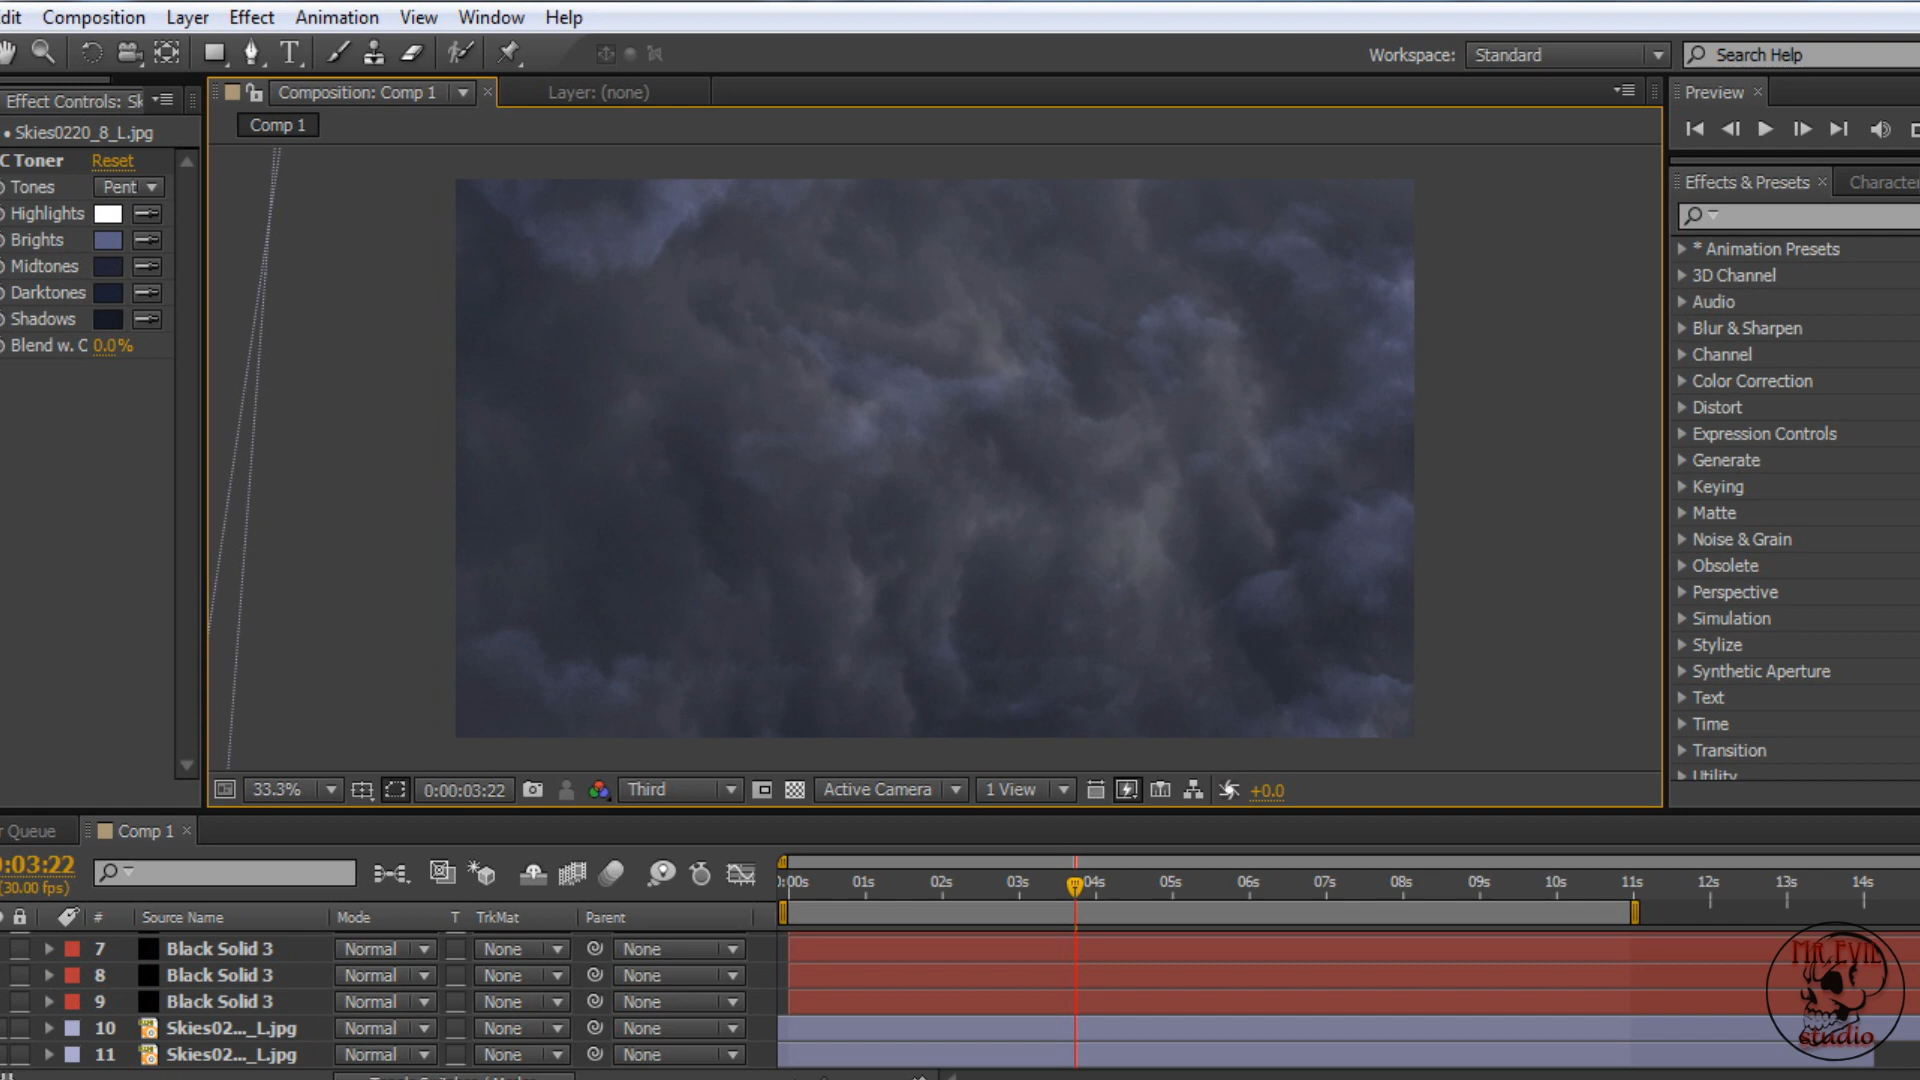 dit Composition Layer Effect Animation View Window Help
Workspace: Standard Search Help
Effect Controls: Sk Composition: Comp 1 Layer: (none) Preview
Comp 1
• Skies0220_8_L.jpg
C Toner Reset
Tones Pent
Highlights
Brights
Midtones
Darktones
Shadows
Blend w. C 0.0%
Effects & Presets Character
* Animation Presets
3D Channel
Audio
Blur & Sharpen
Channel
Color Correction
Distort
Expression Controls
Generate
Keying
Matte
Noise & Grain
Obsolete
Perspective
Simulation
Stylize
Synthetic Aperture
Text
Time
Transition
Utility
33.3% 0:00:03:22 Third Active Camera 1 View +0.0
r Queue Comp 1
0:03:22
(30.00 fps)
0:00s 01s 02s 03s 04s 05s 06s 07s 08s 09s 10s 11s 12s 13s 14s
# Source Name Mode T TrkMat Parent
7 Black Solid 3 Normal None None
8 Black Solid 3 Normal None None
9 Black Solid 3 Normal None None
10 Skies02..._L.jpg Normal None None
11 Skies02..._L.jpg Normal None None
Mr.Evil
studio